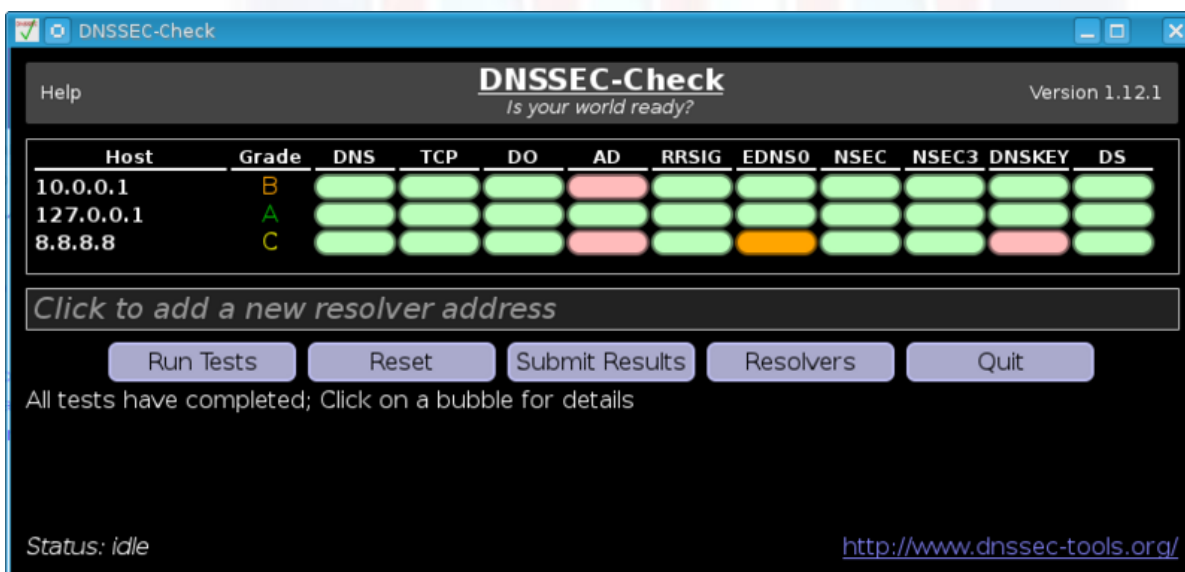 DNSSEC-Check
Help
DNSSEC-Check
Is your world ready?
Version 1.12.1
Host Grade DNS TCP DO AD RRSIG EDNS0 NSEC NSEC3 DNSKEY DS
10.0.0.1 B
127.0.0.1 A
8.8.8.8 C
Click to add a new resolver address
Run Tests Reset Submit Results Resolvers Quit
All tests have completed; Click on a bubble for details
Status: idle http://www.dnssec-tools.org/